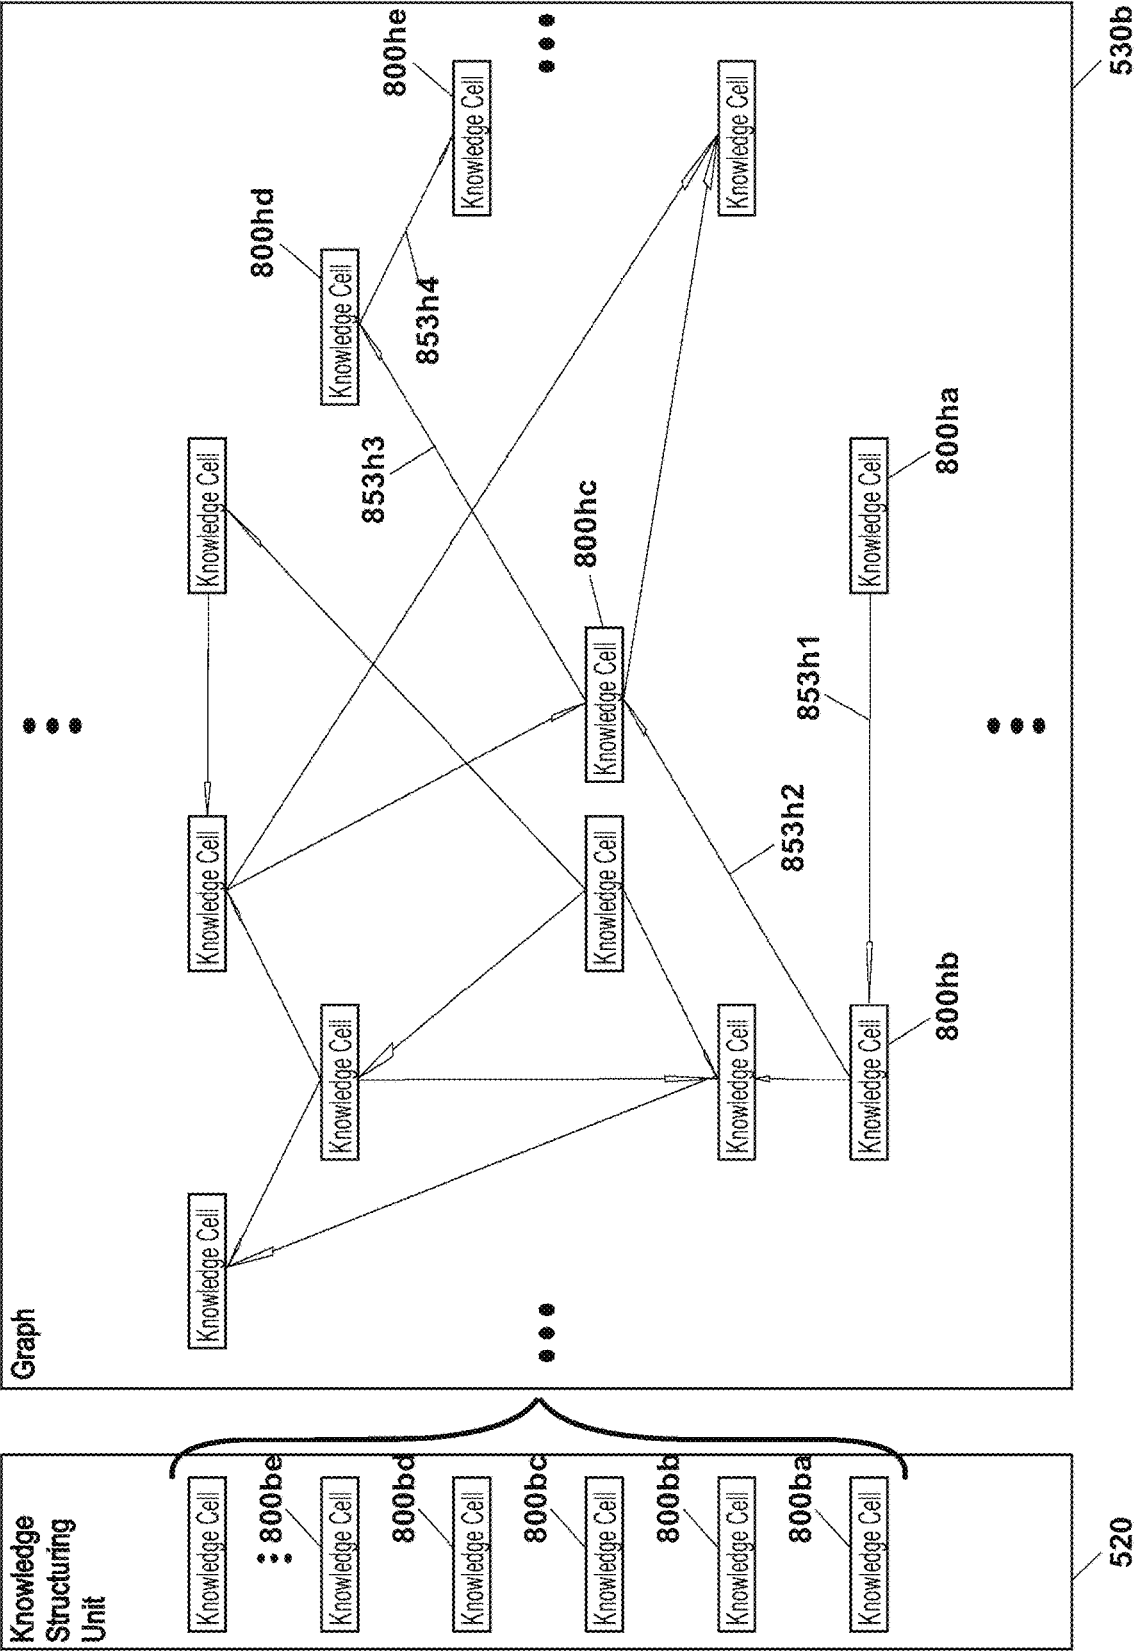 Knowledge
Structuring
Unit
Knowledge Cell
800be
Knowledge Cell
800bd
Knowledge Cell
800bc
Knowledge Cell
800bb
Knowledge Cell
800ba
Knowledge Cell
520
Graph
Knowledge Cell
Knowledge Cell
Knowledge Cell
800hd
Knowledge Cell
Knowledge Cell
853h3
800he
853h4
Knowledge Cell
800hc
Knowledge Cell
Knowledge Cell
Knowledge Cell
Knowledge Cell
853h2
853h1
Knowledge Cell
Knowledge Cell
800hb
800ha
530b